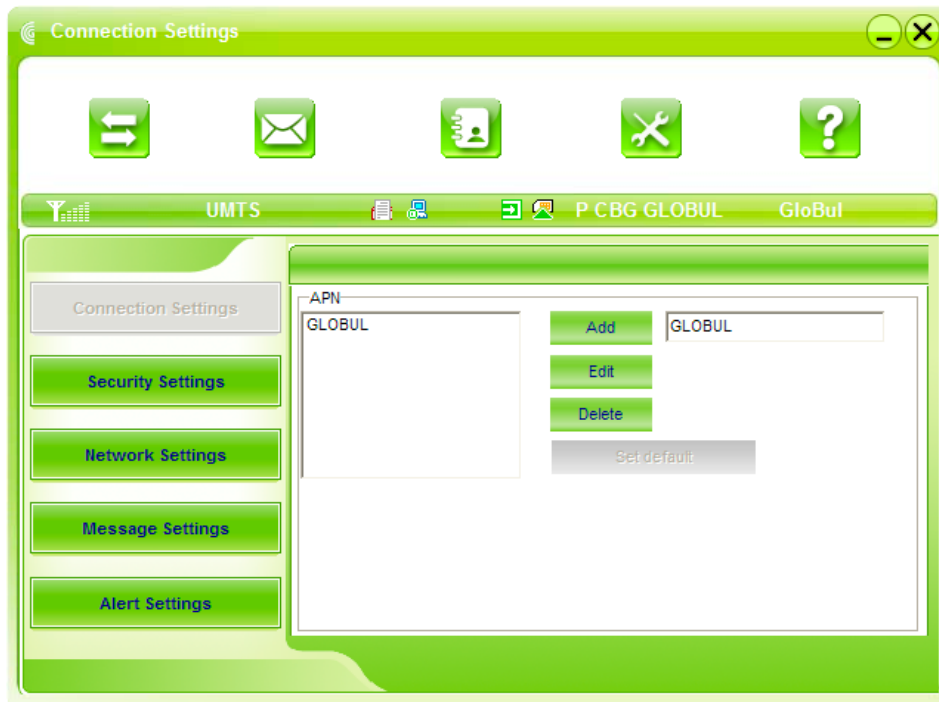 Connection Settings
UMTS P CBG GLOBUL GloBul
Connection Settings
Security Settings
Network Settings
Message Settings
Alert Settings
APN
GLOBUL
Add GLOBUL
Edit
Delete
Set default